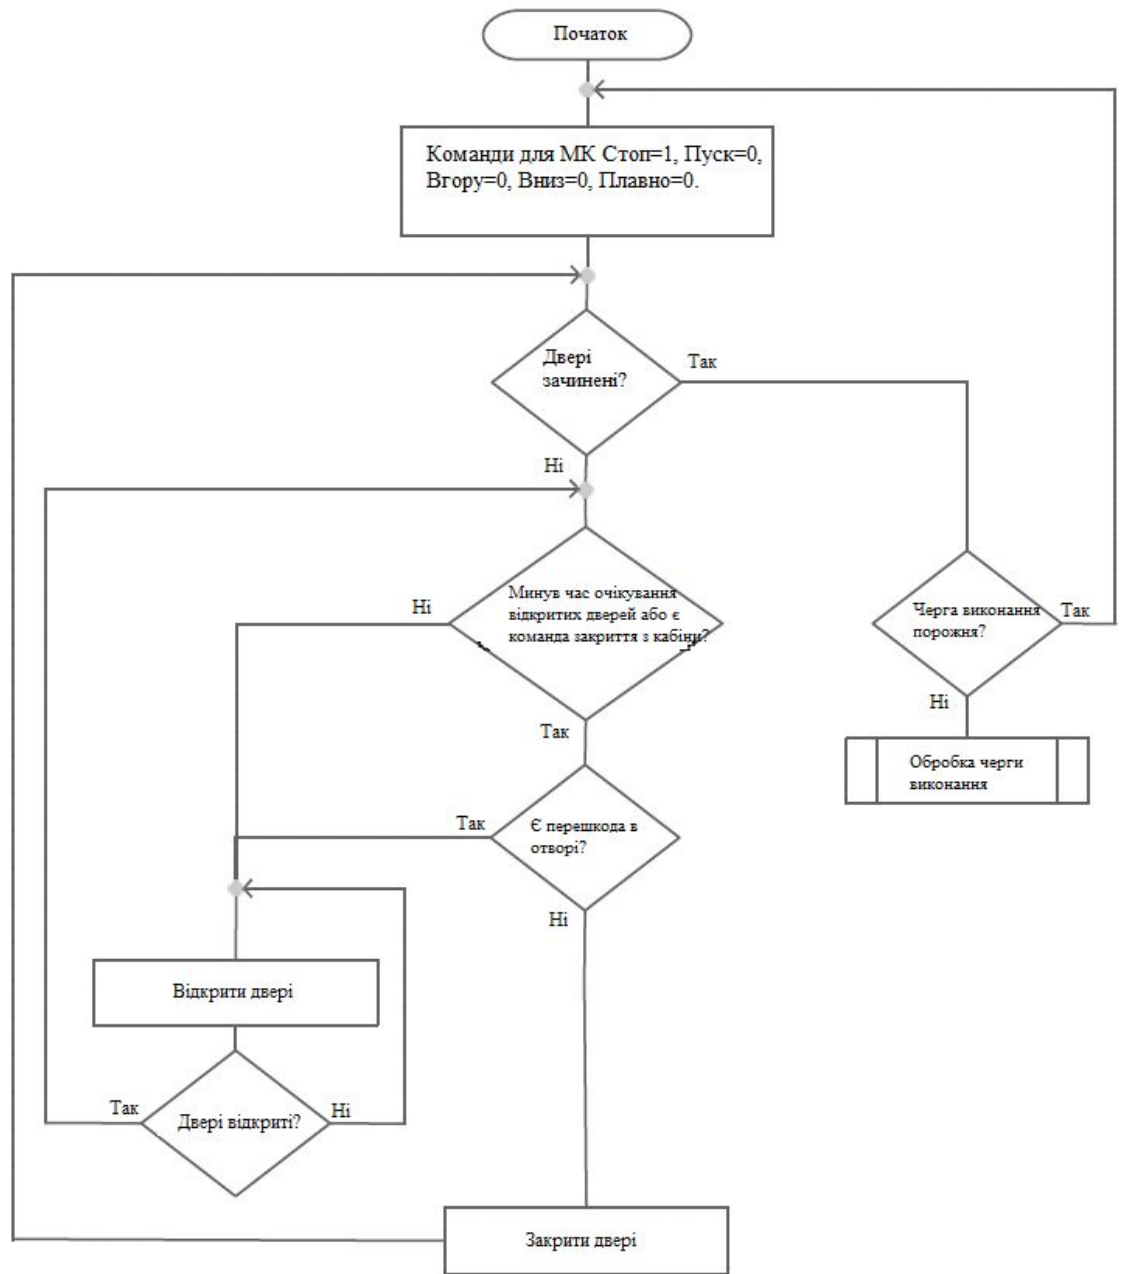 Початок
Команди для МК Стоп=1, Пуск=0,
Вгору=0, Вниз=0, Плавно=0.
Двері
зачинені?
Так
Ні
Минув час очікування
відкритих дверей або є
команда закриття з кабіни?
Ні
Так
Черга виконання
порожня?
Так
Ні
Обробка черги
виконання
Є перешкода в
отворі?
Так
Ні
Відкрити двері
Двері відкриті?
Так
Ні
Закрити двері